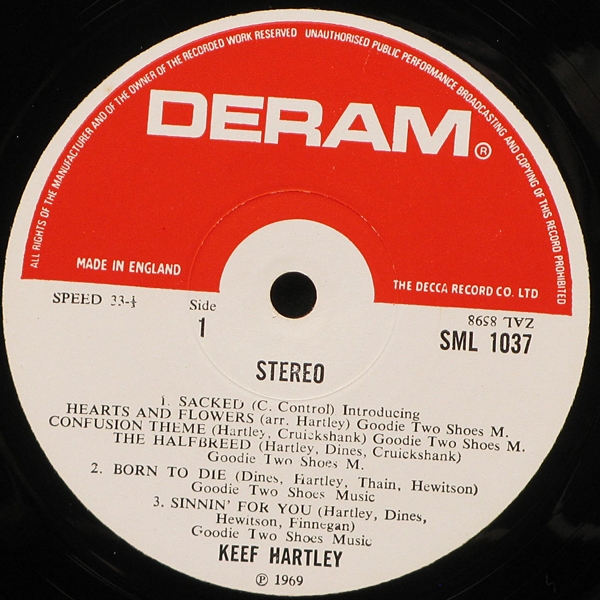 ALL RIGHTS OF THE MANUFACTURER AND OF THE OWNER OF THE RECORDED WORK RESERVED UNAUTHORISED PUBLIC PERFORMANCE BROADCASTING AND COPYING OF THIS RECORD PROHIBITED
DERAM®
MADE IN ENGLAND
THE DECCA RECORD CO. LTD
SPEED 33-⅓
Side
1
ZAL 8598
SML 1037
STEREO
1. SACKED (C. Control) Introducing
HEARTS AND FLOWERS (arr. Hartley) Goodie Two Shoes M.
CONFUSION THEME (Hartley, Cruickshank) Goodie Two Shoes M.
THE HALFBREED (Hartley, Dines, Cruickshank)
Goodie Two Shoes M.
2. BORN TO DIE (Dines, Hartley, Thain, Hewitson)
Goodie Two Shoes Music
3. SINNIN' FOR YOU (Hartley, Dines,
Hewitson, Finnegan)
Goodie Two Shoes Music
KEEF HARTLEY
℗ 1969